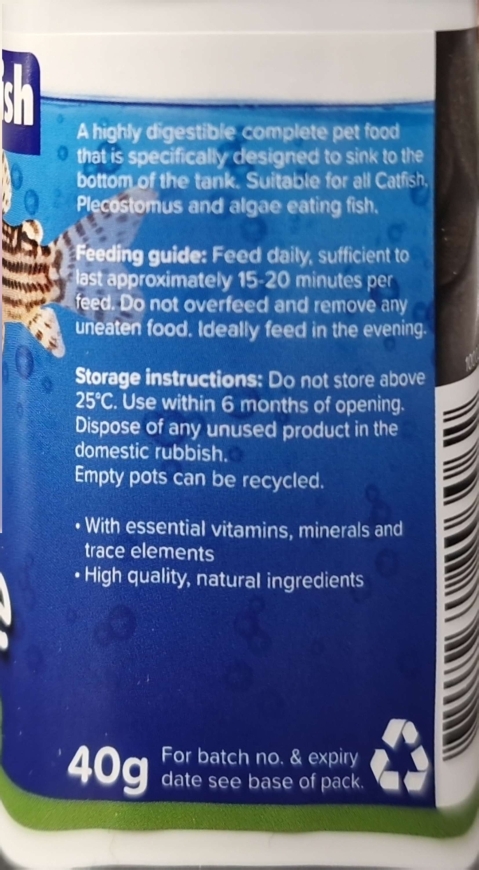 ish
A highly digestible complete pet food
that is specifically designed to sink to the
bottom of the tank. Suitable for all Catfish,
Plecostomus and algae eating fish.
Feeding guide: Feed daily, sufficient to
last approximately 15-20 minutes per
feed. Do not overfeed and remove any
uneaten food. Ideally feed in the evening.
Storage instructions: Do not store above
25°C. Use within 6 months of opening.
Dispose of any unused product in the
domestic rubbish.
Empty pots can be recycled.
• With essential vitamins, minerals and
trace elements
• High quality, natural ingredients
40g
For batch no. & expiry
date see base of pack.